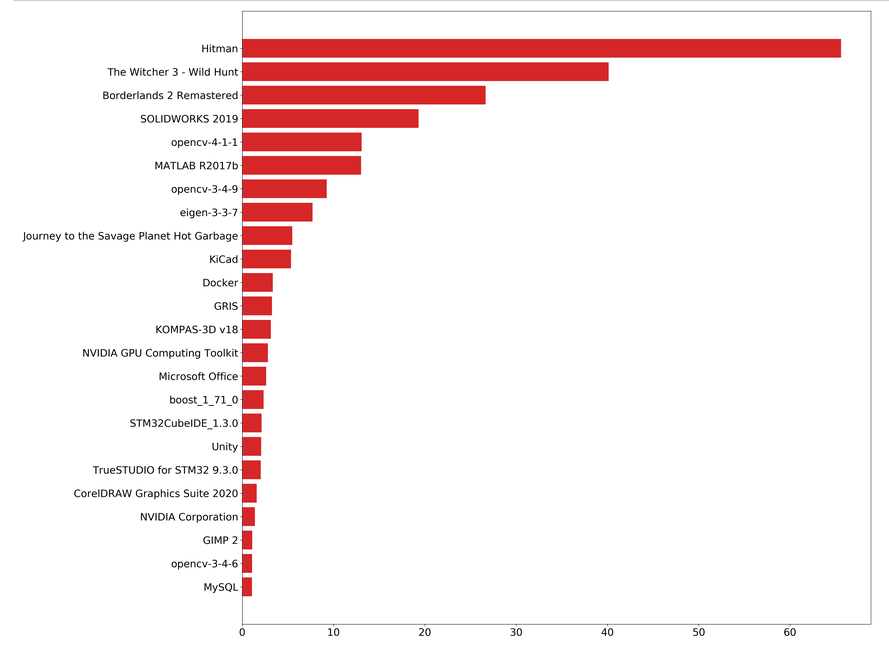 Hitman
The Witcher 3 - Wild Hunt
Borderlands 2 Remastered
SOLIDWORKS 2019
opencv-4-1-1
MATLAB R2017b
opencv-3-4-9
eigen-3-3-7
Journey to the Savage Planet Hot Garbage
KiCad
Docker
GRIS
KOMPAS-3D v18
NVIDIA GPU Computing Toolkit
Microsoft Office
boost_1_71_0
STM32CubeIDE_1.3.0
Unity
TrueSTUDIO for STM32 9.3.0
CorelDRAW Graphics Suite 2020
NVIDIA Corporation
GIMP 2
opencv-3-4-6
MySQL
0 10 20 30 40 50 60